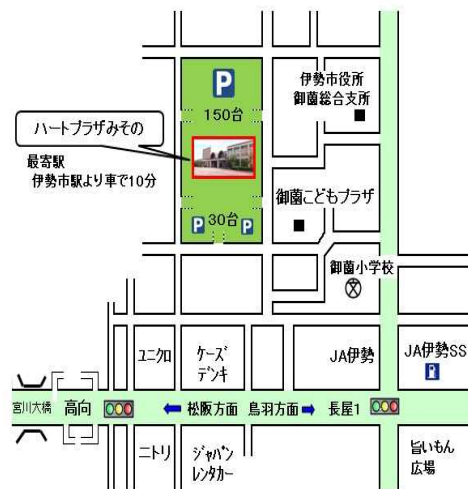 P
150台
伊勢市役所
御薗総合支所
ハートプラザみその
最寄駅
伊勢市駅より車で10分
御薗こどもプラザ
P 30台 P
御薗小学校
文
ユニクロ
ケーズ
デンキ
JA伊勢
JA伊勢SS
宮川大橋
高向
松阪方面
鳥羽方面
長屋1
ニトリ
ジャパン
レンタカー
旨いもん
広場